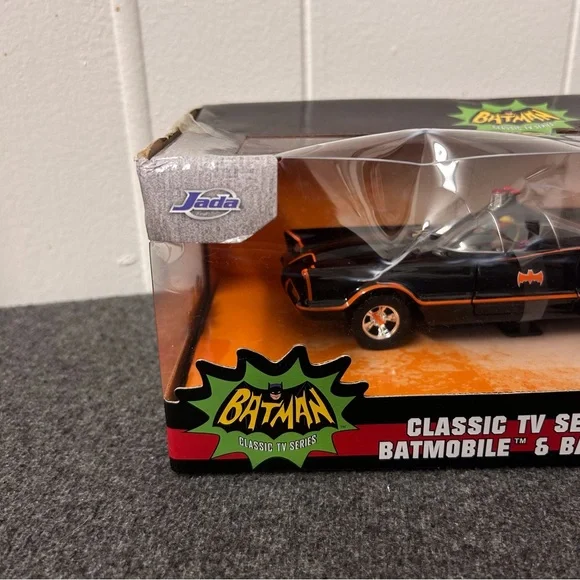 BATMAN
CLASSIC TV SERIES
Jada
BATMAN
CLASSIC TV SERIES
CLASSIC TV SE
BATMOBILE™ & BA